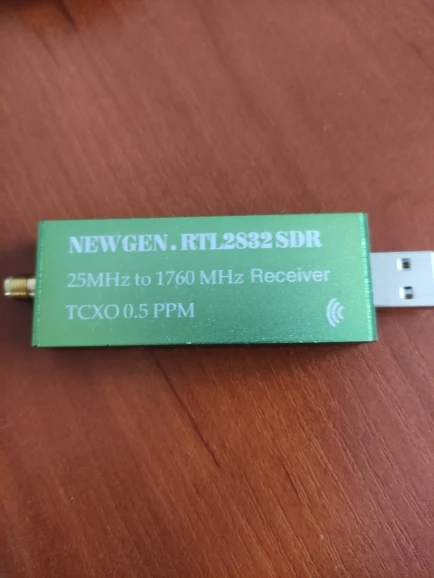 NEWGEN.RTL2832 SDR
25MHz to 1760 MHz Receiver
TCXO 0.5 PPM